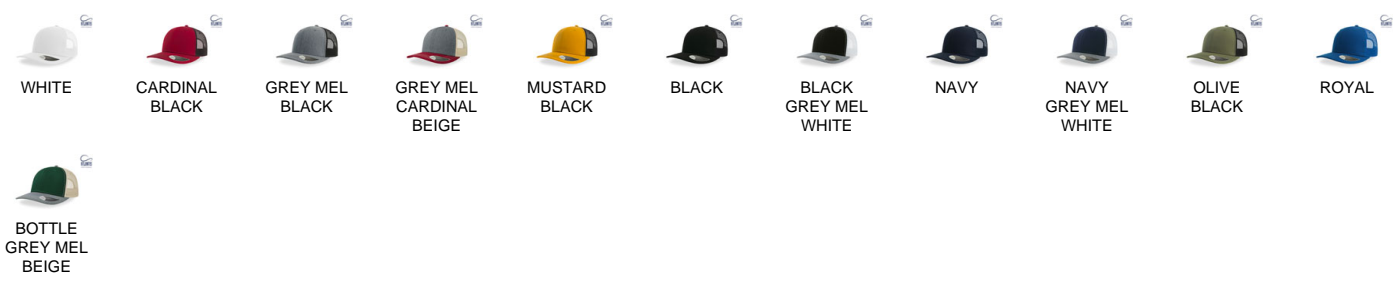 WHITE
CARDINAL
BLACK
GREY MEL
BLACK
GREY MEL
CARDINAL
BEIGE
MUSTARD
BLACK
BLACK
BLACK
GREY MEL
WHITE
NAVY
NAVY
GREY MEL
WHITE
OLIVE
BLACK
ROYAL
BOTTLE
GREY MEL
BEIGE